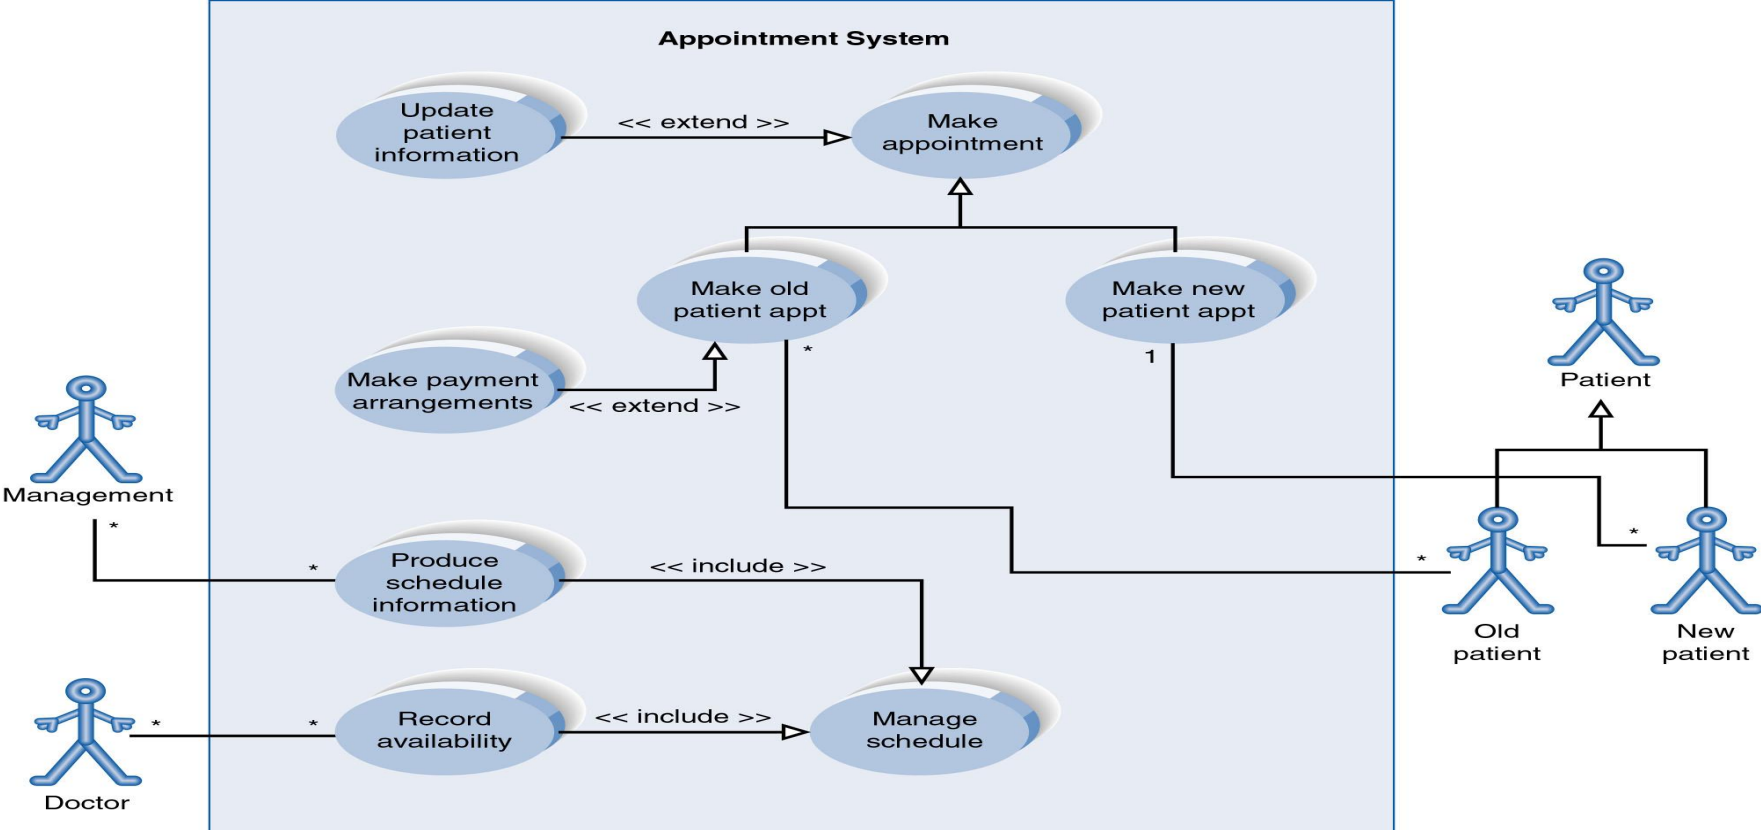 Appointment System
Update
patient
information
<< extend >>
Make
appointment
Make old
patient appt
Make new
patient appt
*
1
Make payment
arrangements
<< extend >>
Patient
Management
*
*
Produce
schedule
information
<< include >>
*
*
Old
patient
New
patient
Doctor
*
*
Record
availability
<< include >>
Manage
schedule